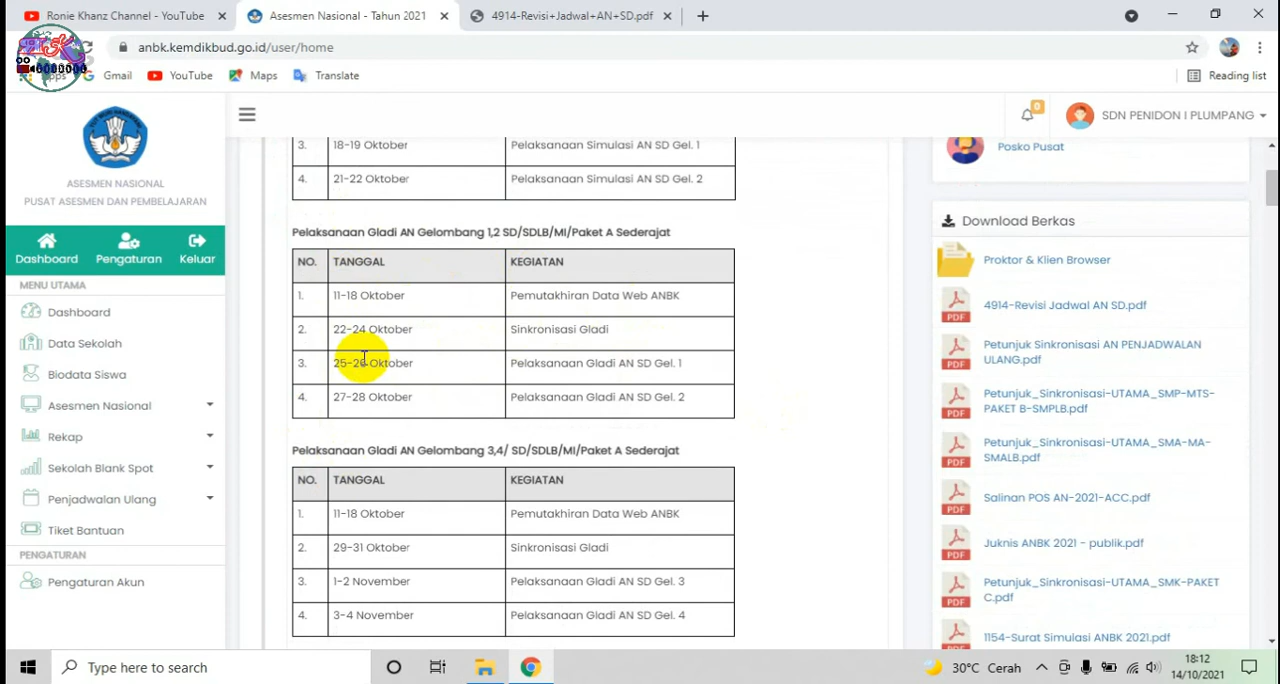 Ronie Khanz Channel - YouTube
Asesmen Nasional - Tahun 2021
4914-Revisi+Jadwal+AN+SD.pdf
anbk.kemdikbud.go.id/user/home
Apps
Gmail
YouTube
Maps
Translate
Reading list
ASESMEN NASIONAL
PUSAT ASESMEN DAN PEMBELAJARAN
Dashboard
Pengaturan
Keluar
MENU UTAMA
Dashboard
Data Sekolah
Biodata Siswa
Asesmen Nasional
Rekap
Sekolah Blank Spot
Penjadwalan Ulang
Tiket Bantuan
PENGATURAN
Pengaturan Akun
0
SDN PENIDON I PLUMPANG
3. 18-19 Oktober Pelaksanaan Simulasi AN SD Gel. 1
4. 21-22 Oktober Pelaksanaan Simulasi AN SD Gel. 2
Pelaksanaan Gladi AN Gelombang 1,2 SD/SDLB/MI/Paket A Sederajat
NO. TANGGAL KEGIATAN
1. 11-18 Oktober Pemutakhiran Data Web ANBK
2. 22-24 Oktober Sinkronisasi Gladi
3. 25-26 Oktober Pelaksanaan Gladi AN SD Gel. 1
4. 27-28 Oktober Pelaksanaan Gladi AN SD Gel. 2
Pelaksanaan Gladi AN Gelombang 3,4/ SD/SDLB/MI/Paket A Sederajat
NO. TANGGAL KEGIATAN
1. 11-18 Oktober Pemutakhiran Data Web ANBK
2. 29-31 Oktober Sinkronisasi Gladi
3. 1-2 November Pelaksanaan Gladi AN SD Gel. 3
4. 3-4 November Pelaksanaan Gladi AN SD Gel. 4
Posko Pusat
Download Berkas
Proktor & Klien Browser
PDF
4914-Revisi Jadwal AN SD.pdf
PDF
Petunjuk Sinkronisasi AN PENJADWALAN
ULANG.pdf
PDF
Petunjuk_Sinkronisasi-UTAMA_SMP-MTS-
PAKET B-SMPLB.pdf
PDF
Petunjuk_Sinkronisasi-UTAMA_SMA-MA-
SMALB.pdf
PDF
Salinan POS AN-2021-ACC.pdf
PDF
Juknis ANBK 2021 - publik.pdf
PDF
Petunjuk_Sinkronisasi-UTAMA_SMK-PAKET
C.pdf
PDF
1154-Surat Simulasi ANBK 2021.pdf
Type here to search
30°C Cerah
18:12
14/10/2021